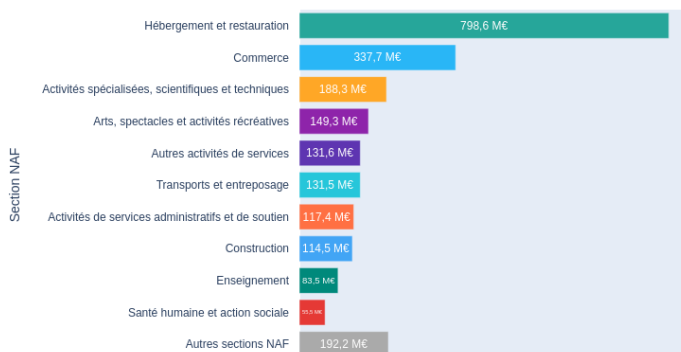 Section NAF
Hébergement et restauration 798,6 M€
Commerce 337,7 M€
Activités spécialisées, scientifiques et techniques 188,3 M€
Arts, spectacles et activités récréatives 149,3 M€
Autres activités de services 131,6 M€
Transports et entreposage 131,5 M€
Activités de services administratifs et de soutien 117,4 M€
Construction 114,5 M€
Enseignement 83,5 M€
Santé humaine et action sociale 55,5 M€
Autres sections NAF 192,2 M€